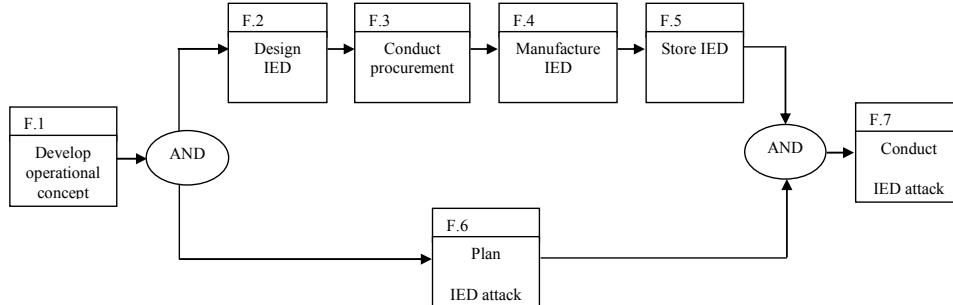 F.2
Design
IED
F.3
Conduct
procurement
F.4
Manufacture
IED
F.5
Store IED
F.1
Develop
operational
concept
AND
AND
F.7
Conduct
IED attack
F.6
Plan
IED attack